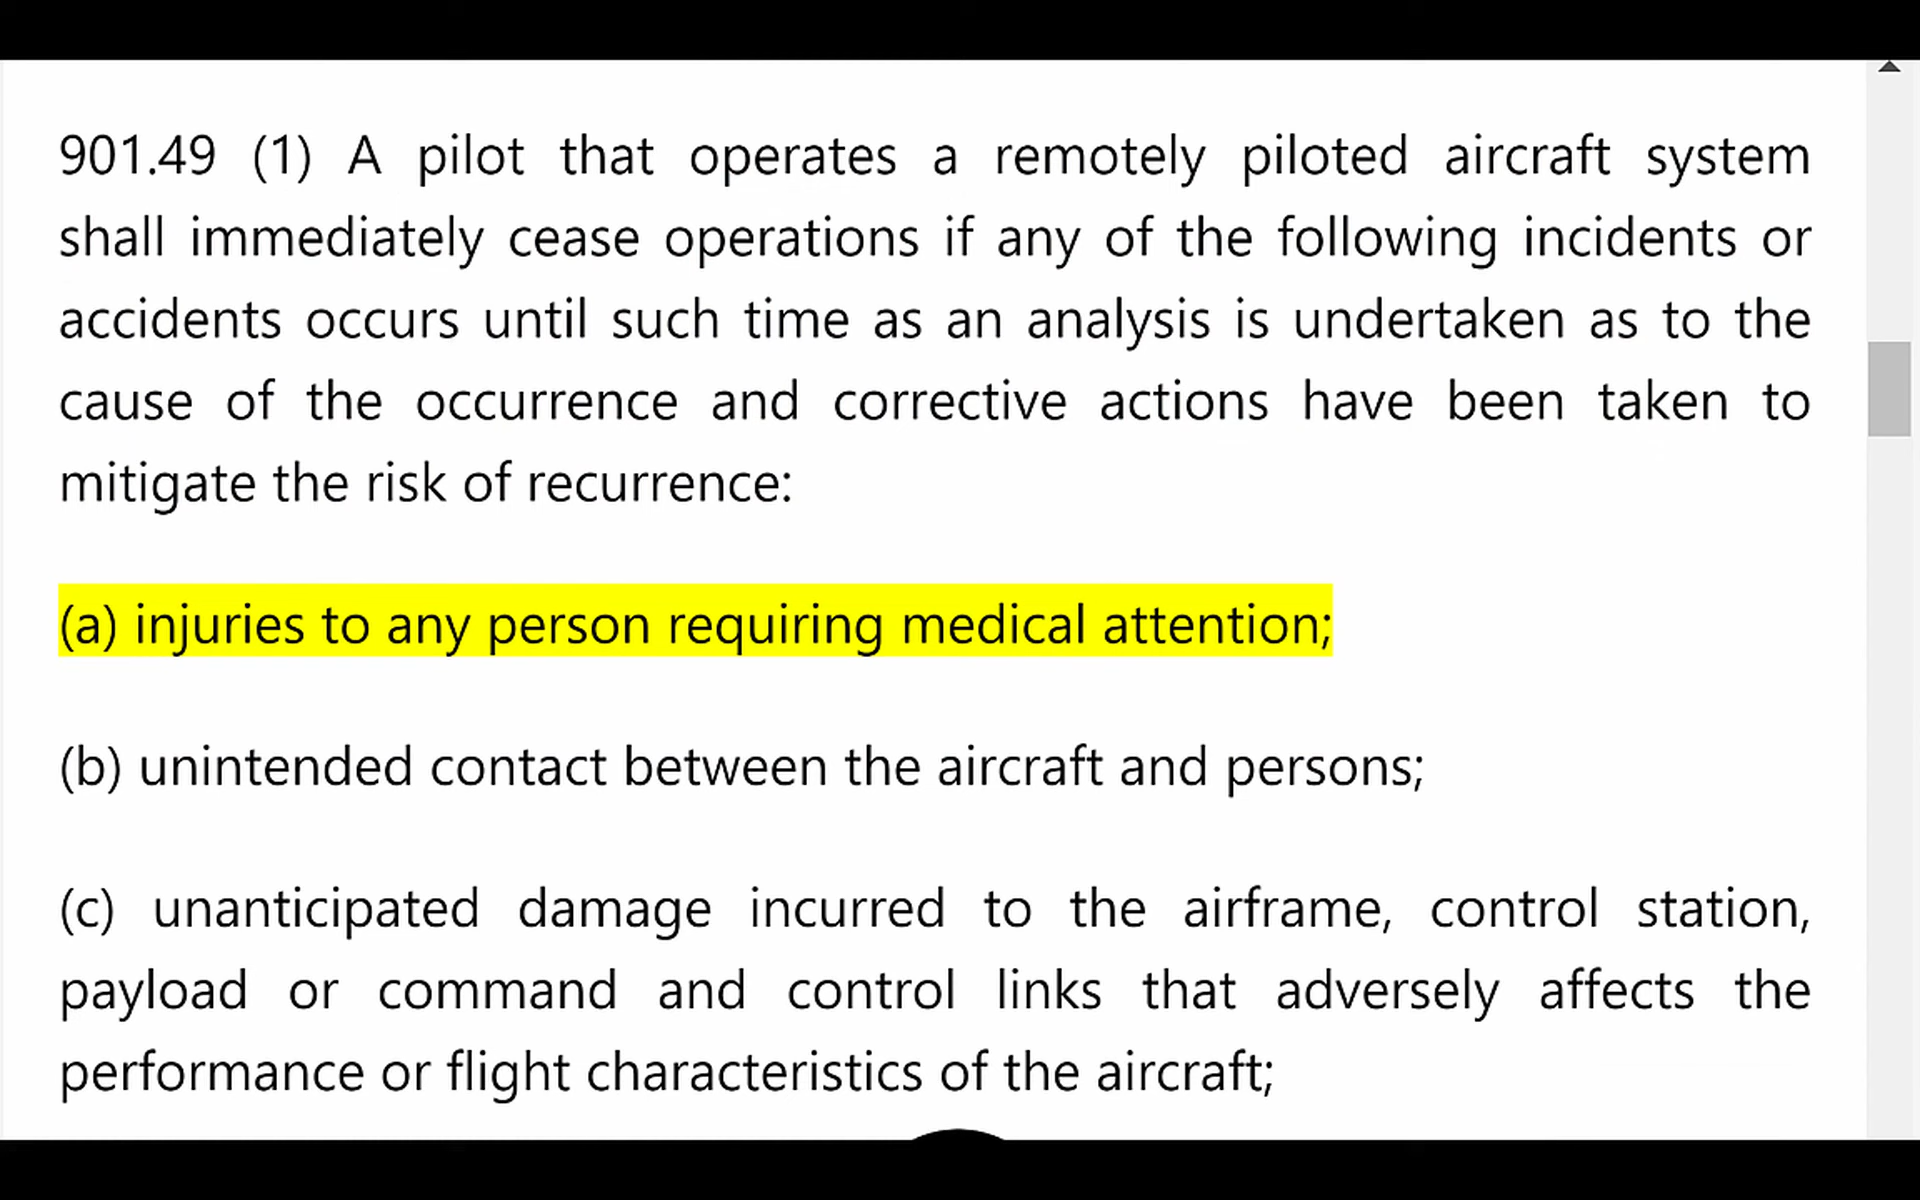 901.49 (1) A pilot that operates a remotely piloted aircraft system
shall immediately cease operations if any of the following incidents or
accidents occurs until such time as an analysis is undertaken as to the
cause of the occurrence and corrective actions have been taken to
mitigate the risk of recurrence:
(a) injuries to any person requiring medical attention;
(b) unintended contact between the aircraft and persons;
(c) unanticipated damage incurred to the airframe, control station,
payload or command and control links that adversely affects the
performance or flight characteristics of the aircraft;